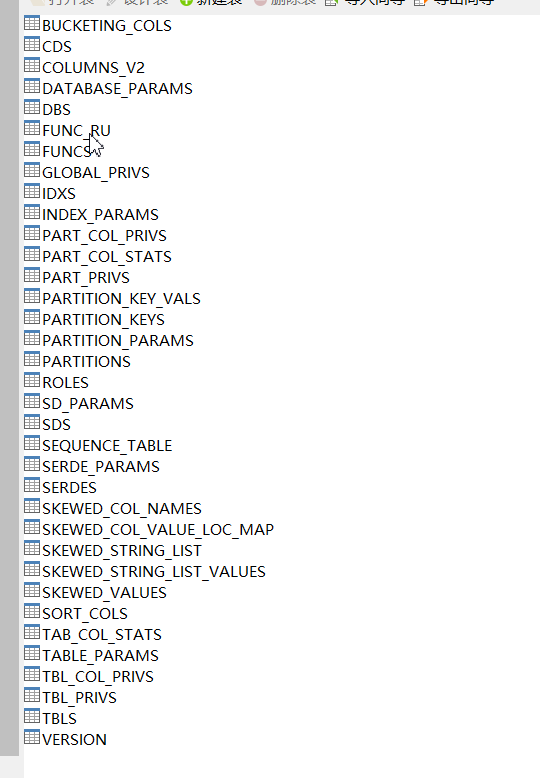 打开表 设计表 新建表 删除表 导入向导 导出向导
BUCKETING_COLS
CDS
COLUMNS_V2
DATABASE_PARAMS
DBS
FUNC_RU
FUNCS
GLOBAL_PRIVS
IDXS
INDEX_PARAMS
PART_COL_PRIVS
PART_COL_STATS
PART_PRIVS
PARTITION_KEY_VALS
PARTITION_KEYS
PARTITION_PARAMS
PARTITIONS
ROLES
SD_PARAMS
SDS
SEQUENCE_TABLE
SERDE_PARAMS
SERDES
SKEWED_COL_NAMES
SKEWED_COL_VALUE_LOC_MAP
SKEWED_STRING_LIST
SKEWED_STRING_LIST_VALUES
SKEWED_VALUES
SORT_COLS
TAB_COL_STATS
TABLE_PARAMS
TBL_COL_PRIVS
TBL_PRIVS
TBLS
VERSION